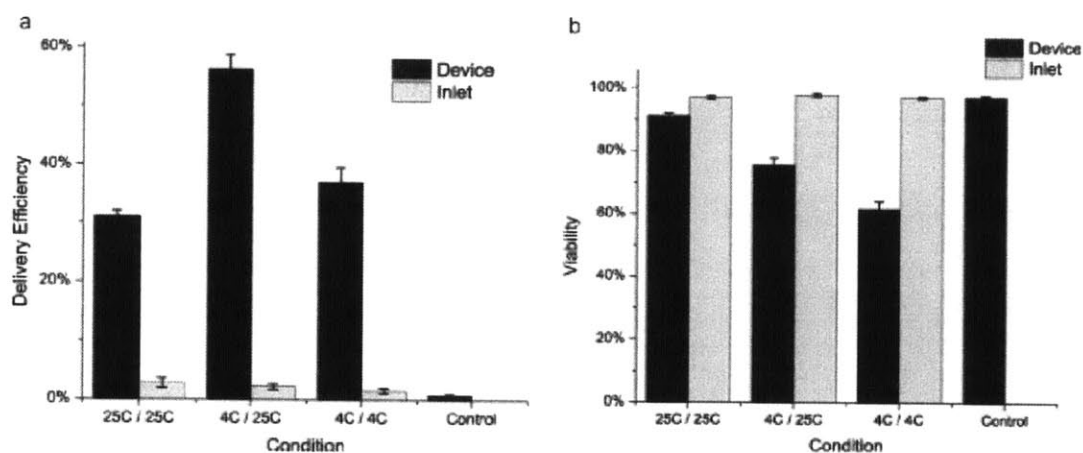 a
60%
40%
20%
0%
Delivery Efficiency
Device
Inlet
25C / 25C
4C / 25C
4C / 4C
Control
Condition
b
100%
80%
60%
40%
20%
0%
Viability
Device
Inlet
25C / 25C
4C / 25C
4C / 4C
Control
Condition